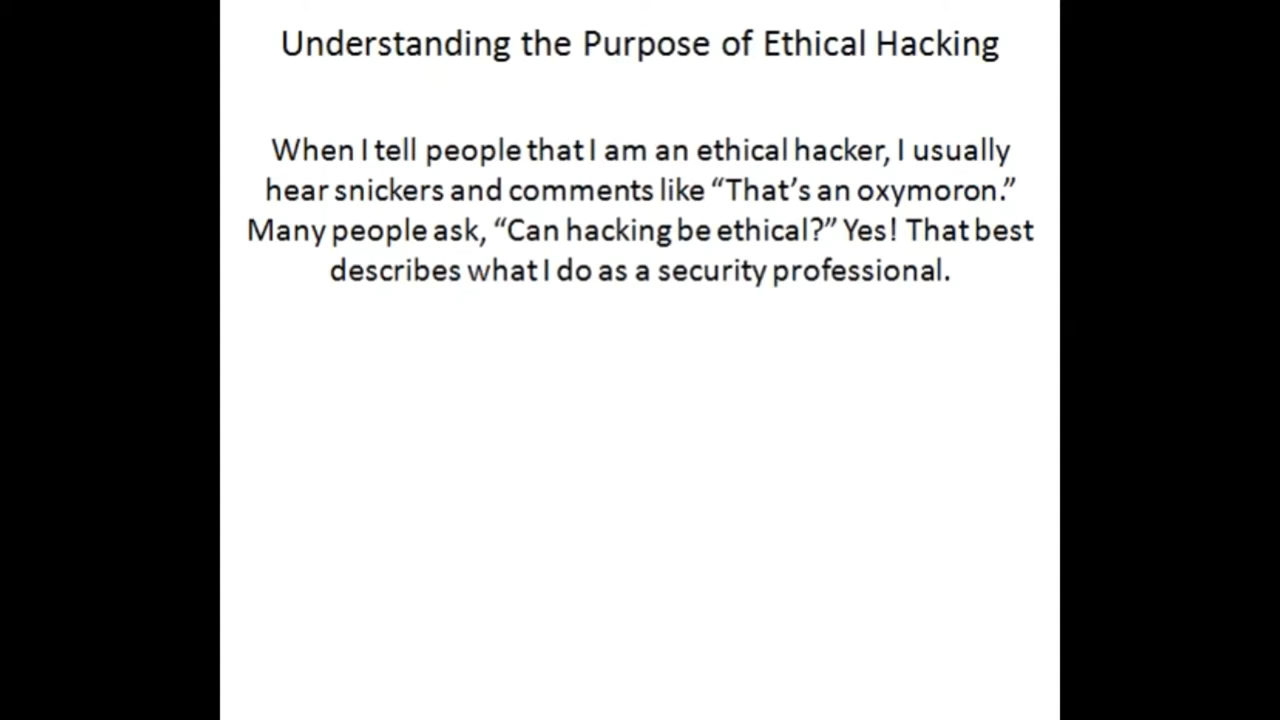 Understanding the Purpose of Ethical Hacking
When I tell people that I am an ethical hacker, I usually
hear snickers and comments like “That’s an oxymoron.”
Many people ask, “Can hacking be ethical?” Yes! That best
describes what I do as a security professional.